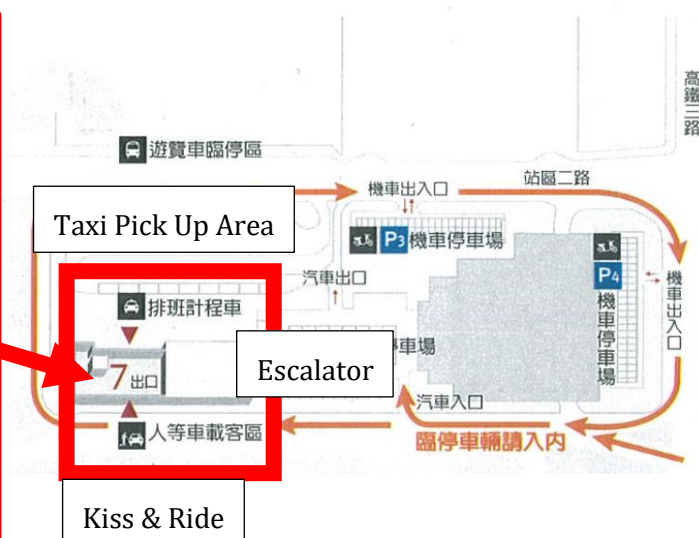 高鐵三路
遊覽車臨停區
站區二路
機車出入口
Taxi Pick Up Area
P3 機車停車場
汽車出口
P4
機車停車場
機車出入口
排班計程車
車場
Escalator
7 出口
汽車入口
人等車載客區
臨停車輛請入內
Kiss & Ride